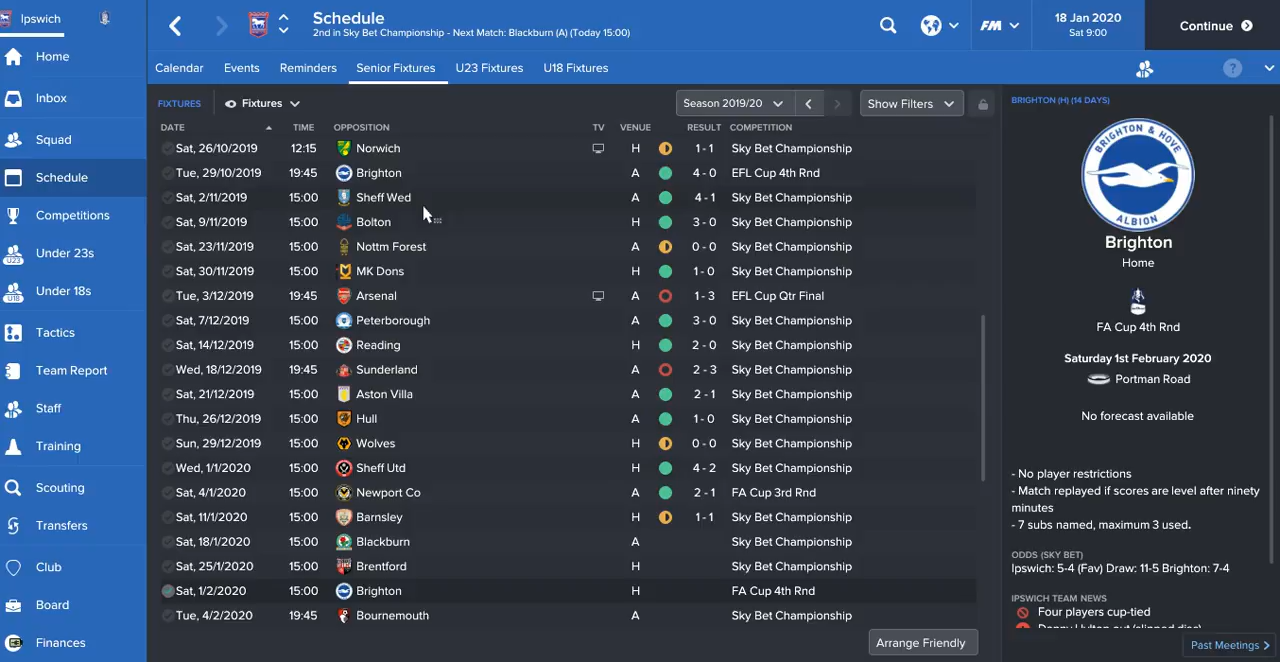 Ipswich
Schedule
2nd in Sky Bet Championship - Next Match: Blackburn (A) (Today 15:00)
FM
18 Jan 2020
Sat 9:00
Continue
Home
Inbox
Squad
Schedule
Competitions
Under 23s
Under 18s
Tactics
Team Report
Staff
Training
Scouting
Transfers
Club
Board
Finances
Calendar Events Reminders Senior Fixtures U23 Fixtures U18 Fixtures
FIXTURES Fixtures Season 2019/20 Show Filters
DATE TIME OPPOSITION TV VENUE RESULT COMPETITION
Sat, 26/10/2019 12:15 Norwich H 1 - 1 Sky Bet Championship
Tue, 29/10/2019 19:45 Brighton A 4 - 0 EFL Cup 4th Rnd
Sat, 2/11/2019 15:00 Sheff Wed A 4 - 1 Sky Bet Championship
Sat, 9/11/2019 15:00 Bolton H 3 - 0 Sky Bet Championship
Sat, 23/11/2019 15:00 Nottm Forest A 0 - 0 Sky Bet Championship
Sat, 30/11/2019 15:00 MK Dons H 1 - 0 Sky Bet Championship
Tue, 3/12/2019 19:45 Arsenal A 1 - 3 EFL Cup Qtr Final
Sat, 7/12/2019 15:00 Peterborough A 3 - 0 Sky Bet Championship
Sat, 14/12/2019 15:00 Reading H 2 - 0 Sky Bet Championship
Wed, 18/12/2019 19:45 Sunderland A 2 - 3 Sky Bet Championship
Sat, 21/12/2019 15:00 Aston Villa A 2 - 1 Sky Bet Championship
Thu, 26/12/2019 15:00 Hull A 1 - 0 Sky Bet Championship
Sun, 29/12/2019 15:00 Wolves H 0 - 0 Sky Bet Championship
Wed, 1/1/2020 15:00 Sheff Utd H 4 - 2 Sky Bet Championship
Sat, 4/1/2020 15:00 Newport Co A 2 - 1 FA Cup 3rd Rnd
Sat, 11/1/2020 15:00 Barnsley H 1 - 1 Sky Bet Championship
Sat, 18/1/2020 15:00 Blackburn A Sky Bet Championship
Sat, 25/1/2020 15:00 Brentford H Sky Bet Championship
Sat, 1/2/2020 15:00 Brighton H FA Cup 4th Rnd
Tue, 4/2/2020 19:45 Bournemouth A Sky Bet Championship
Arrange Friendly
BRIGHTON (H) (14 DAYS)
BRIGHTON & HOVE
ALBION
Brighton
Home
FA Cup 4th Rnd
Saturday 1st February 2020
Portman Road
No forecast available
- No player restrictions
- Match replayed if scores are level after ninety
minutes
- 7 subs named, maximum 3 used.
ODDS (SKY BET)
Ipswich: 5-4 (Fav) Draw: 11-5 Brighton: 7-4
IPSWICH TEAM NEWS
Four players cup-tied
Past Meetings